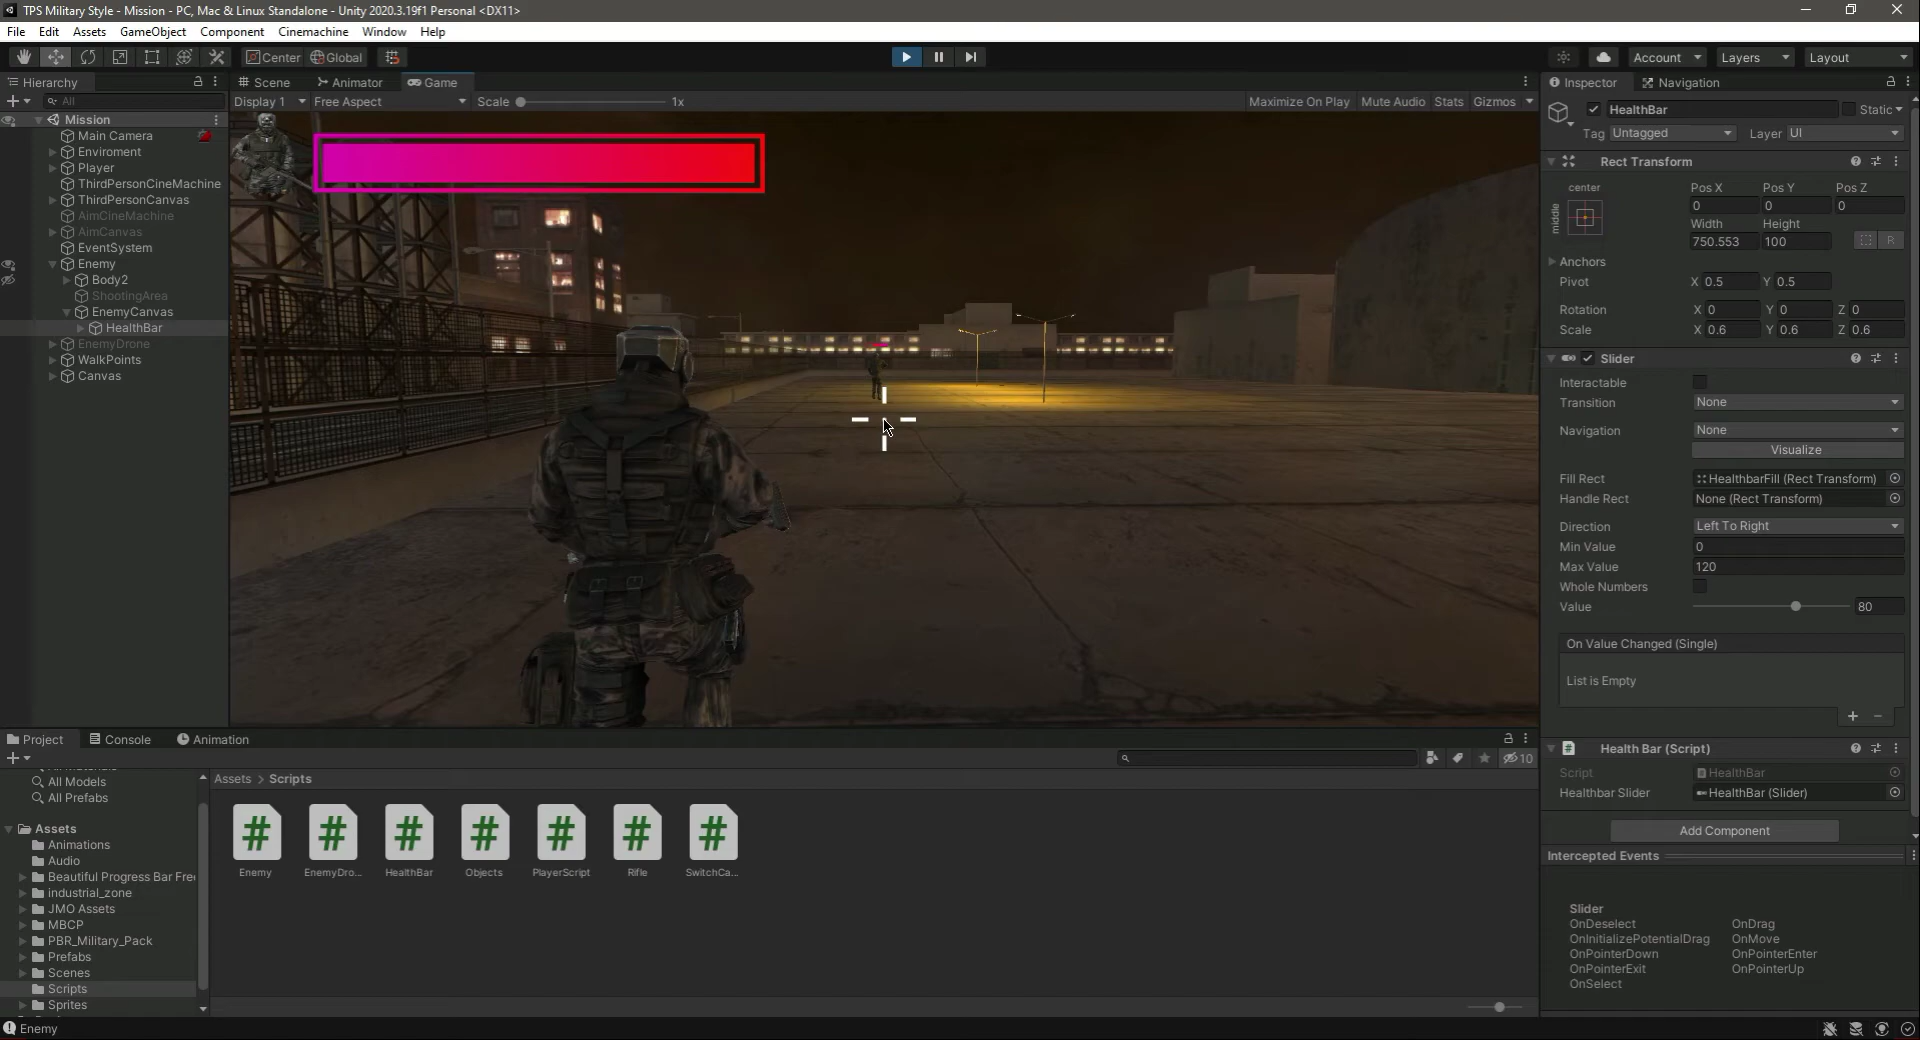 TPS Military Style - Mission - PC, Mac & Linux Standalone - Unity 2020.3.19f1 Personal <DX11>
File Edit Assets GameObject Component Cinemachine Window Help
Center Global Account Layers Layout
Hierarchy
All
Mission
Main Camera
Enviroment
Player
ThirdPersonCineMachine
ThirdPersonCanvas
AimCineMachine
AimCanvas
EventSystem
Enemy
Body2
ShootingArea
EnemyCanvas
HealthBar
EnemyDrone
WalkPoints
Canvas
Scene Animator Game
Display 1 Free Aspect Scale 1x Maximize On Play Mute Audio Stats Gizmos
Inspector Navigation
HealthBar Static
Tag Untagged Layer UI
Rect Transform
center
middle
Pos X Pos Y Pos Z
0 0 0
Width Height
750.553 100 R
Anchors
Pivot X 0.5 Y 0.5
Rotation X 0 Y 0 Z 0
Scale X 0.6 Y 0.6 Z 0.6
Slider
Interactable
Transition None
Navigation None
Visualize
Fill Rect HealthbarFill (Rect Transform)
Handle Rect None (Rect Transform)
Direction Left To Right
Min Value 0
Max Value 120
Whole Numbers
Value 80
On Value Changed (Single)
List is Empty
Health Bar (Script)
Script HealthBar
Healthbar Slider HealthBar (Slider)
Add Component
Intercepted Events
Slider
OnDeselect OnDrag
OnInitializePotentialDrag OnMove
OnPointerDown OnPointerEnter
OnPointerExit OnPointerUp
OnSelect
Project Console Animation
10
All Models
All Prefabs
Assets
Animations
Audio
Beautiful Progress Bar Free
industrial_zone
JMO Assets
MBCP
PBR_Military_Pack
Prefabs
Scenes
Scripts
Sprites
Assets > Scripts
Enemy EnemyDro... HealthBar Objects PlayerScript Rifle SwitchCa...
Enemy